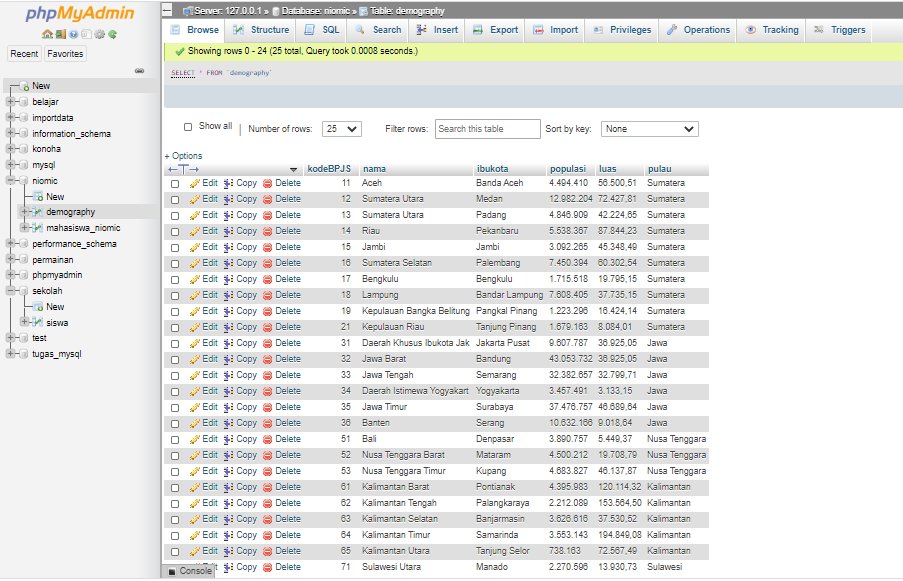 phpMyAdmin
Recent Favorites
New
belajar
importdata
information_schema
konoha
mysql
niomic
New
demography
mahasiswa_niomic
performance_schema
permainan
phpmyadmin
sekolah
New
siswa
test
tugas_mysql
Server: 127.0.0.1 » Database: niomic » Table: demography
Browse Structure SQL Search Insert Export Import Privileges Operations Tracking Triggers
Showing rows 0 - 24 (25 total, Query took 0.0008 seconds.)
SELECT * FROM `demography`
Show all | Number of rows: 25 Filter rows: Search this table Sort by key: None
+ Options
←T→ ▼ kodeBPJS nama ibukota populasi luas pulau
Edit Copy Delete 11 Aceh Banda Aceh 4.494.410 56.500,51 Sumatera
Edit Copy Delete 12 Sumatera Utara Medan 12.982.204 72.427,81 Sumatera
Edit Copy Delete 13 Sumatera Utara Padang 4.846.909 42.224,65 Sumatera
Edit Copy Delete 14 Riau Pekanbaru 5.538.367 87.844,23 Sumatera
Edit Copy Delete 15 Jambi Jambi 3.092.265 45.348,49 Sumatera
Edit Copy Delete 16 Sumatera Selatan Palembang 7.450.394 60.302,54 Sumatera
Edit Copy Delete 17 Bengkulu Bengkulu 1.715.518 19.795,15 Sumatera
Edit Copy Delete 18 Lampung Bandar Lampung 7.608.405 37.735,15 Sumatera
Edit Copy Delete 19 Kepulauan Bangka Belitung Pangkal Pinang 1.223.296 16.424,14 Sumatera
Edit Copy Delete 21 Kepulauan Riau Tanjung Pinang 1.679.163 8.084,01 Sumatera
Edit Copy Delete 31 Daerah Khusus Ibukota Jak Jakarta Pusat 9.607.787 36.925,05 Jawa
Edit Copy Delete 32 Jawa Barat Bandung 43.053.732 36.925,05 Jawa
Edit Copy Delete 33 Jawa Tengah Semarang 32.382.657 32.799,71 Jawa
Edit Copy Delete 34 Daerah Istimewa Yogyakart Yogyakarta 3.457.491 3.133,15 Jawa
Edit Copy Delete 35 Jawa Timur Surabaya 37.476.757 46.689,64 Jawa
Edit Copy Delete 36 Banten Serang 10.632.166 9.018,64 Jawa
Edit Copy Delete 51 Bali Denpasar 3.890.757 5.449,37 Nusa Tenggara
Edit Copy Delete 52 Nusa Tenggara Barat Mataram 4.500.212 19.708,79 Nusa Tenggara
Edit Copy Delete 53 Nusa Tenggara Timur Kupang 4.683.827 46.137,87 Nusa Tenggara
Edit Copy Delete 61 Kalimantan Barat Pontianak 4.395.983 120.114,32 Kalimantan
Edit Copy Delete 62 Kalimantan Tengah Palangkaraya 2.212.089 153.564,50 Kalimantan
Edit Copy Delete 63 Kalimantan Selatan Banjarmasin 3.626.616 37.530,52 Kalimantan
Edit Copy Delete 64 Kalimantan Timur Samarinda 3.553.143 194.849,08 Kalimantan
Edit Copy Delete 65 Kalimantan Utara Tanjung Selor 738.163 72.567,49 Kalimantan
Copy Delete 71 Sulawesi Utara Manado 2.270.596 13.930,73 Sulawesi
Console